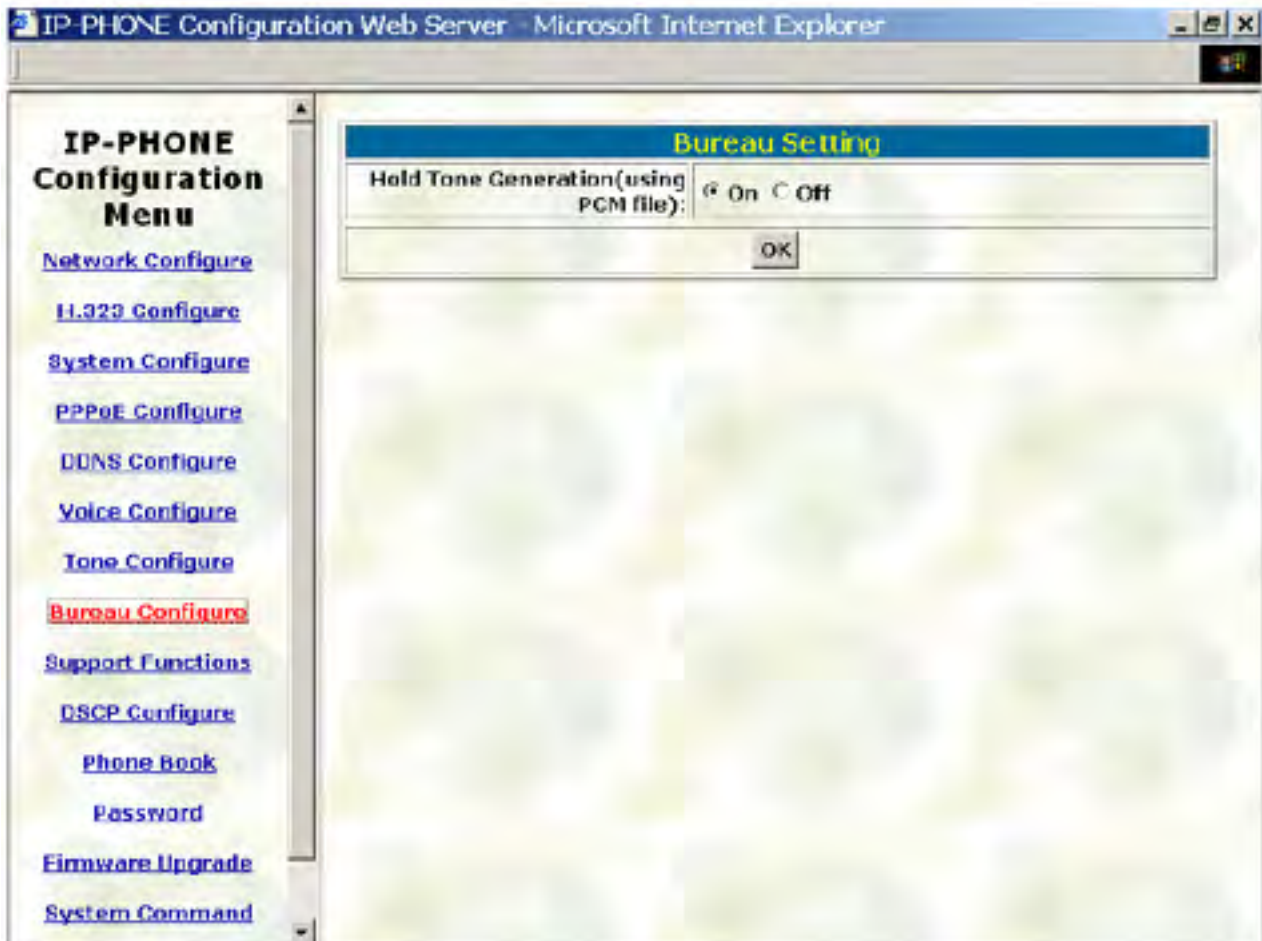 IP-PHONE Configuration Web Server - Microsoft Internet Explorer
IP-PHONE
Configuration
Menu
Network Configure
H.323 Configure
System Configure
PPPoE Configure
DDNS Configure
Voice Configure
Tone Configure
Bureau Configure
Support Functions
DSCP Configure
Phone Book
Password
Firmware Upgrade
System Command
Bureau Setting
Hold Tone Generation(using
PCM file):
On Off
OK